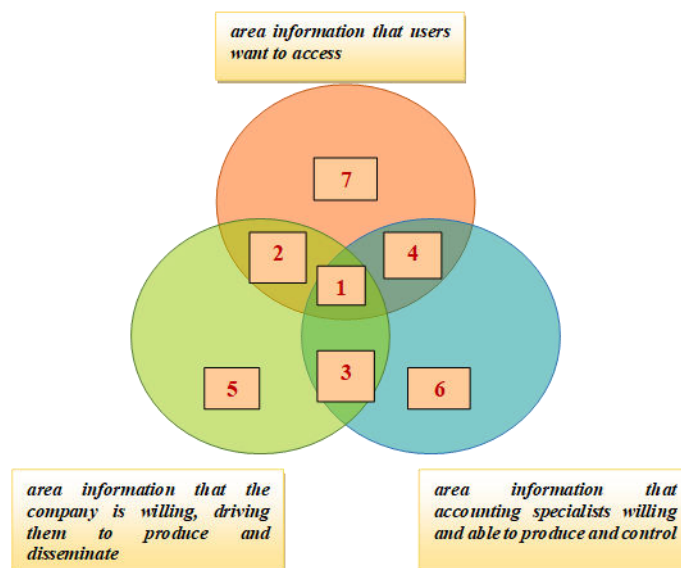 area information that users
want to access
7
2
4
1
5
3
6
area information that the
company is willing, driving
them to produce and
disseminate
area information that
accounting specialists willing
and able to produce and control